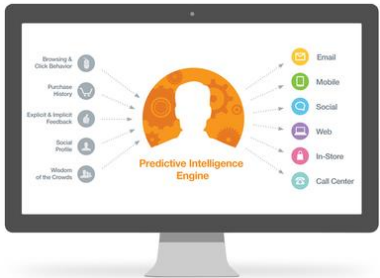 Browsing &
Click Behavior
Purchase
History
Explicit & Implicit
Feedback
Social
Profile
Wisdom
of the Crowds
Predictive Intelligence
Engine
Email
Mobile
Social
Web
In-Store
Call Center